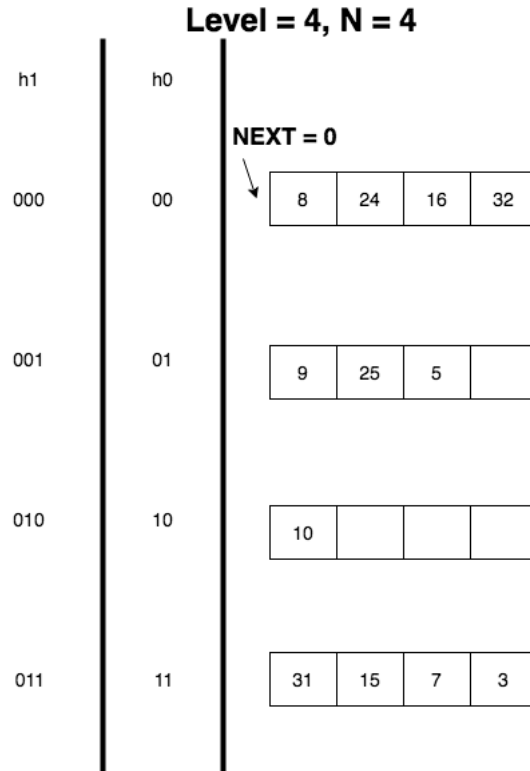 Level = 4, N = 4
h1 h0
NEXT = 0
000 00 8 24 16 32
001 01 9 25 5
010 10 10
011 11 31 15 7 3